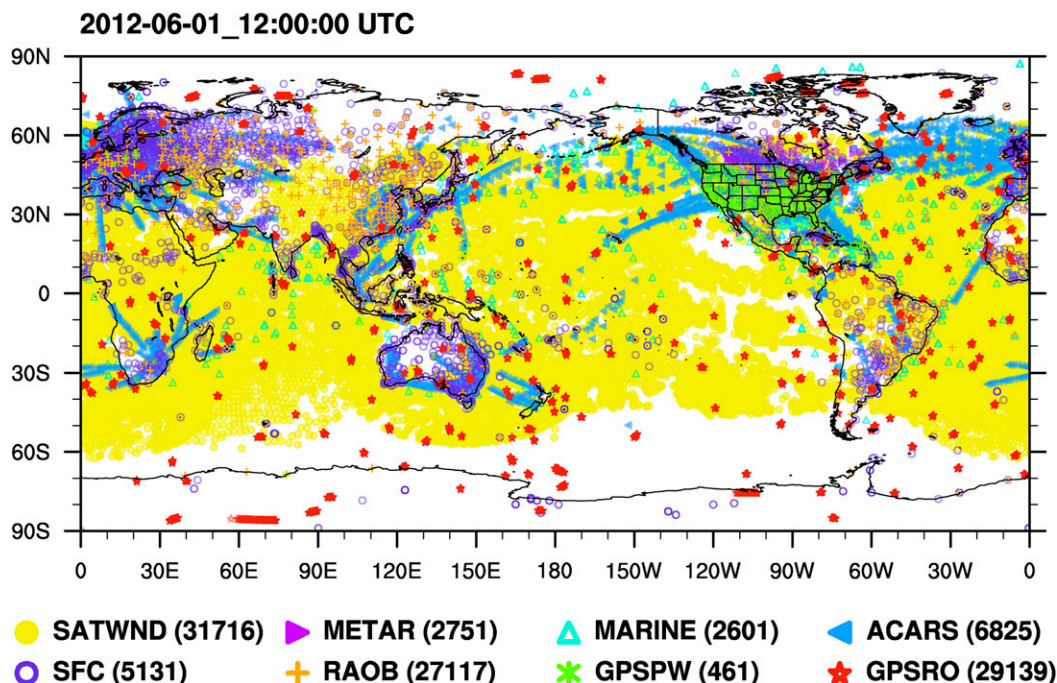 2012-06-01_12:00:00 UTC
90N
60N
30N
0
30S
60S
90S
0 30E 60E 90E 120E 150E 180 150W 120W 90W 60W 30W 0
SATWND (31716) METAR (2751) MARINE (2601) ACARS (6825)
SFC (5131) RAOB (27117) GPSPW (461) GPSRO (29139)